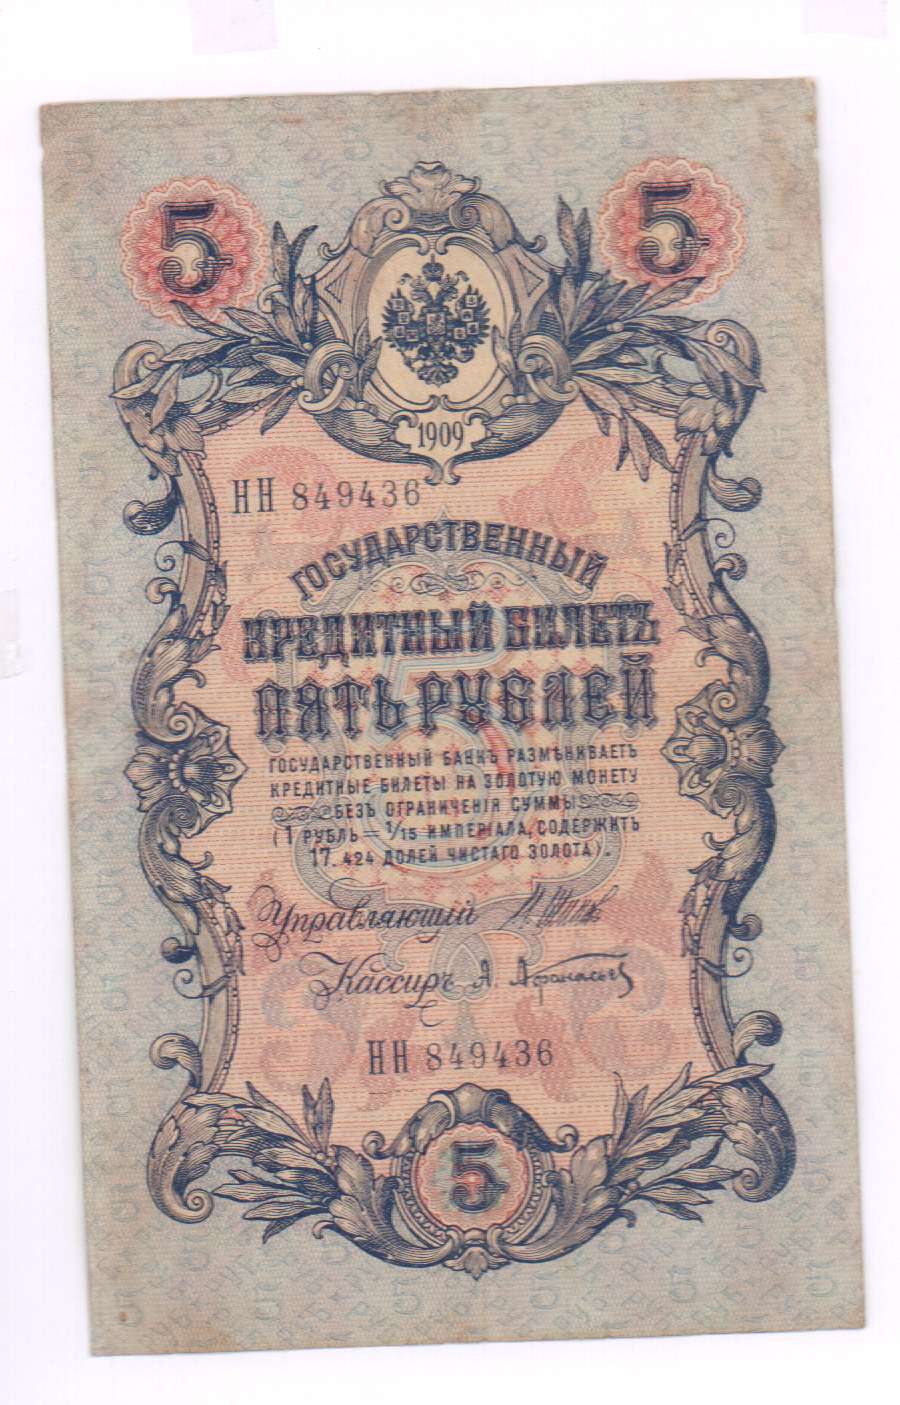 5 5
1909
НН 849436
ГОСУДАРСТВЕННЫЙ
КРЕДИТНЫЙ БИЛЕТЪ
ПЯТЬ РУБЛЕЙ
ГОСУДАРСТВЕННЫЙ БАНКЪ РАЗМѢНИВАЕТЪ
КРЕДИТНЫЕ БИЛЕТЫ НА ЗОЛОТУЮ МОНЕТУ
БЕЗЪ ОГРАНИЧЕНІЯ СУММЫ
(1 РУБЛЬ = 1/15 ИМПЕРІАЛА, СОДЕРЖИТЪ
17,424 ДОЛЕЙ ЧИСТАГО ЗОЛОТА).
Управляющій
Кассиръ А. Афанасьев
НН 849436
5